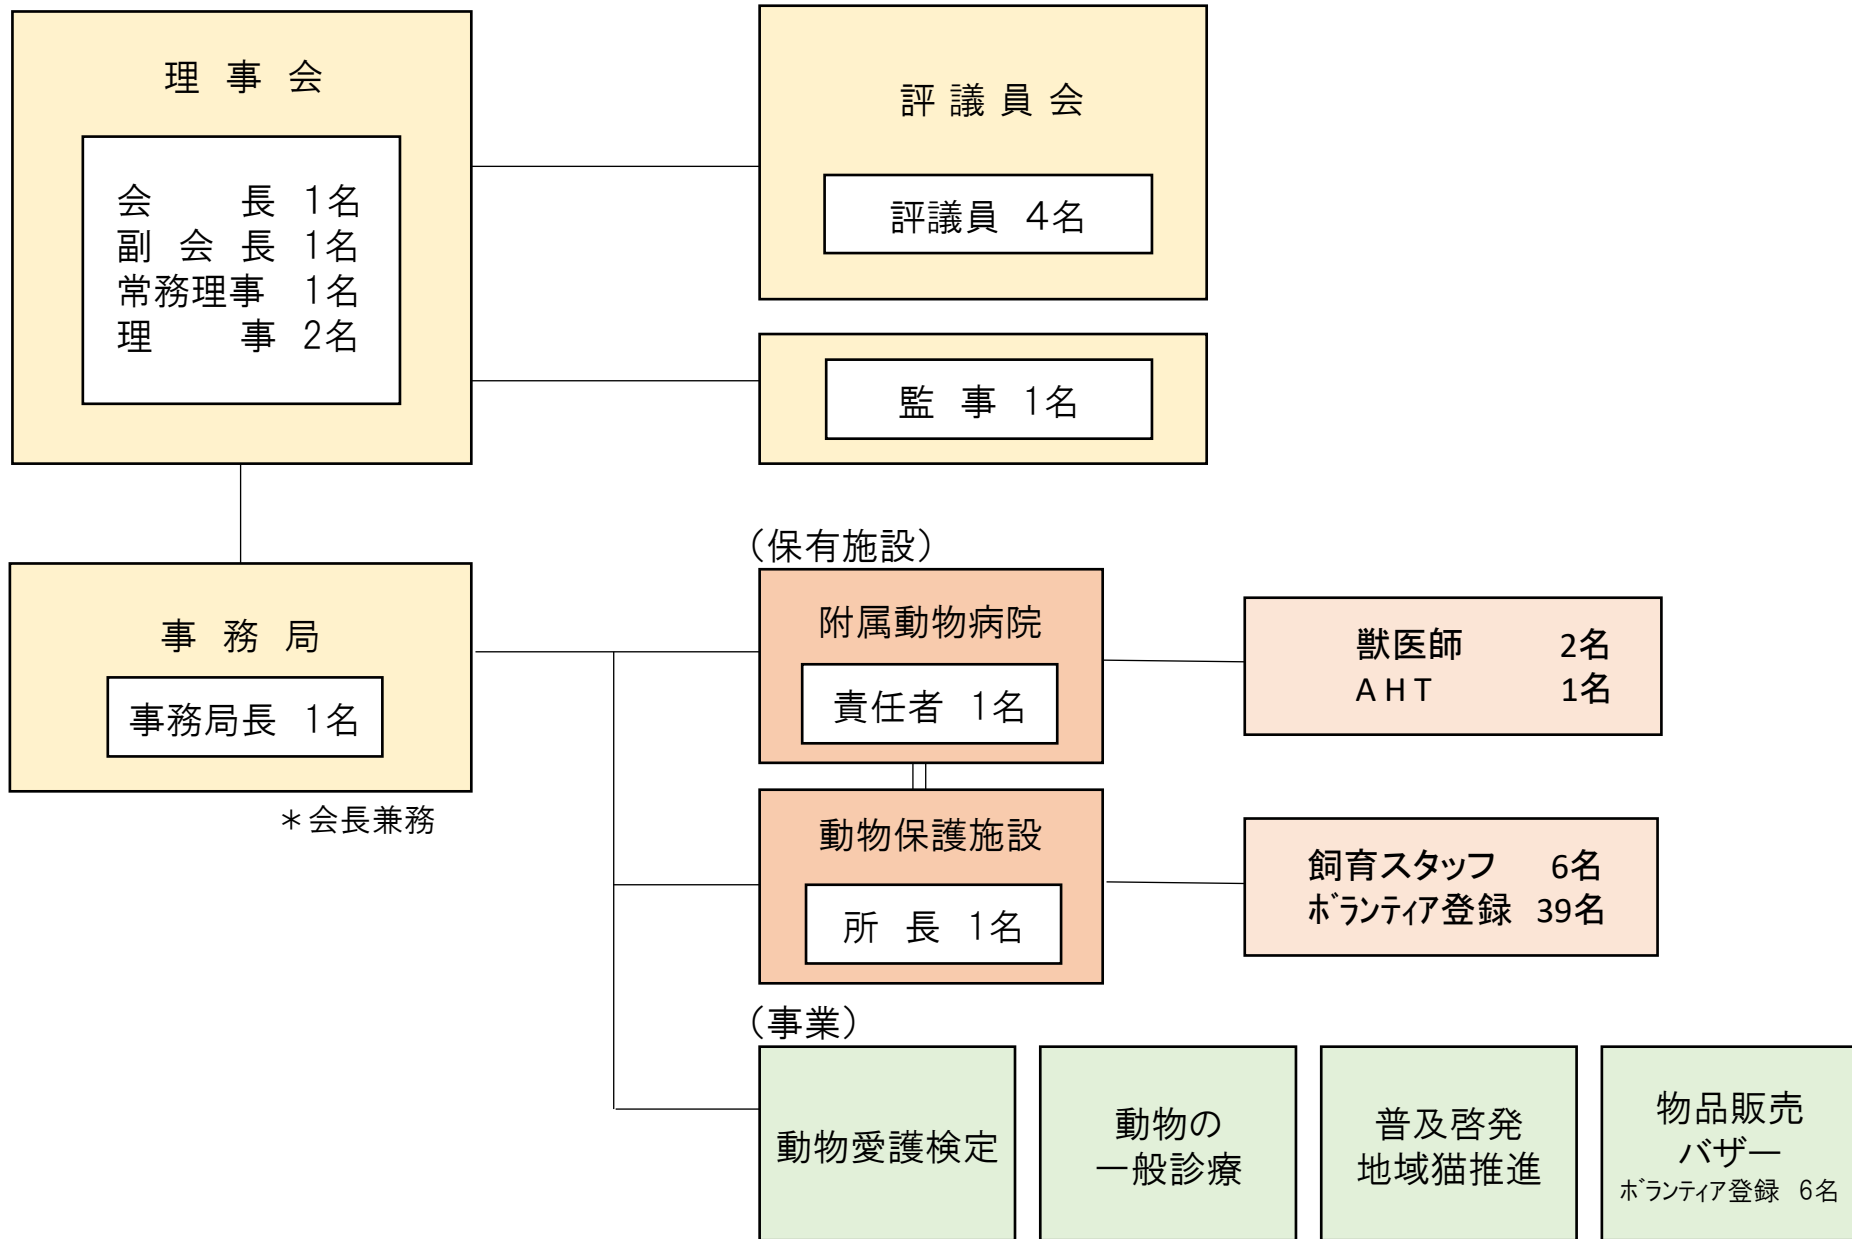 理 事 会
会 長 1名
副 会 長 1名
常務理事 1名
理 事 2名
評 議 員 会
評議員 4名
監 事 1名
事 務 局
事務局長 1名
＊会長兼務
（保有施設）
附属動物病院
責任者 1名
獣医師 2名
AHT 1名
動物保護施設
所 長 1名
飼育スタッフ 6名
ﾎﾞﾗﾝﾃｨｱ登録 39名
（事業）
動物愛護検定
動物の
一般診療
普及啓発
地域猫推進
物品販売
バザー
ﾎﾞﾗﾝﾃｨｱ登録 6名